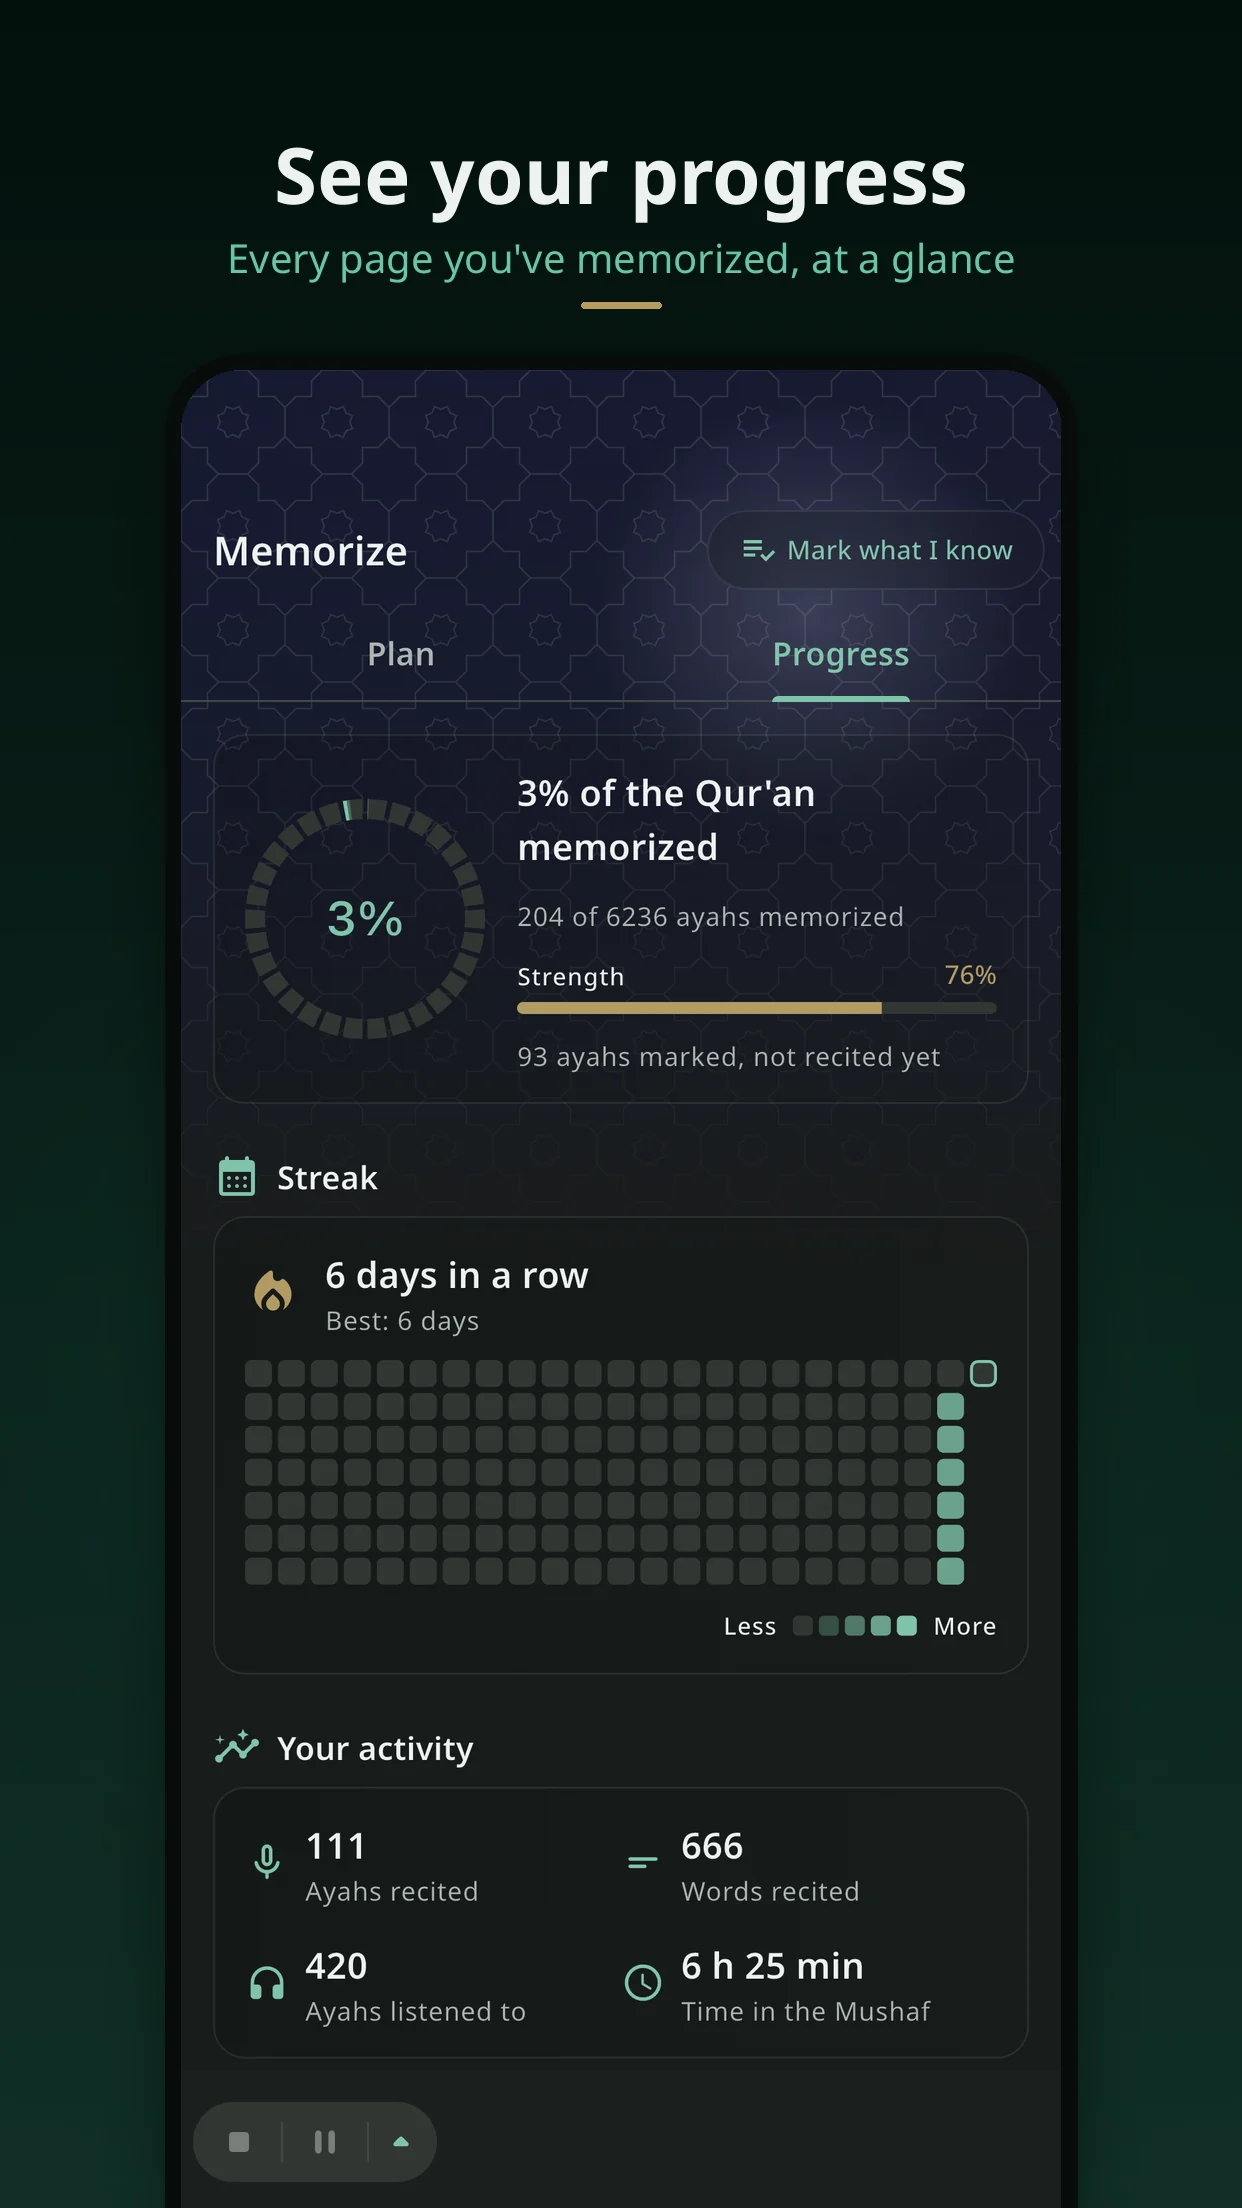 See your progress
Every page you've memorized, at a glance
Memorize
Mark what I know
Plan
Progress
3%
3% of the Qur'an
memorized
204 of 6236 ayahs memorized
Strength
76%
93 ayahs marked, not recited yet
Streak
6 days in a row
Best: 6 days
Less
More
Your activity
111
Ayahs recited
666
Words recited
420
Ayahs listened to
6 h 25 min
Time in the Mushaf